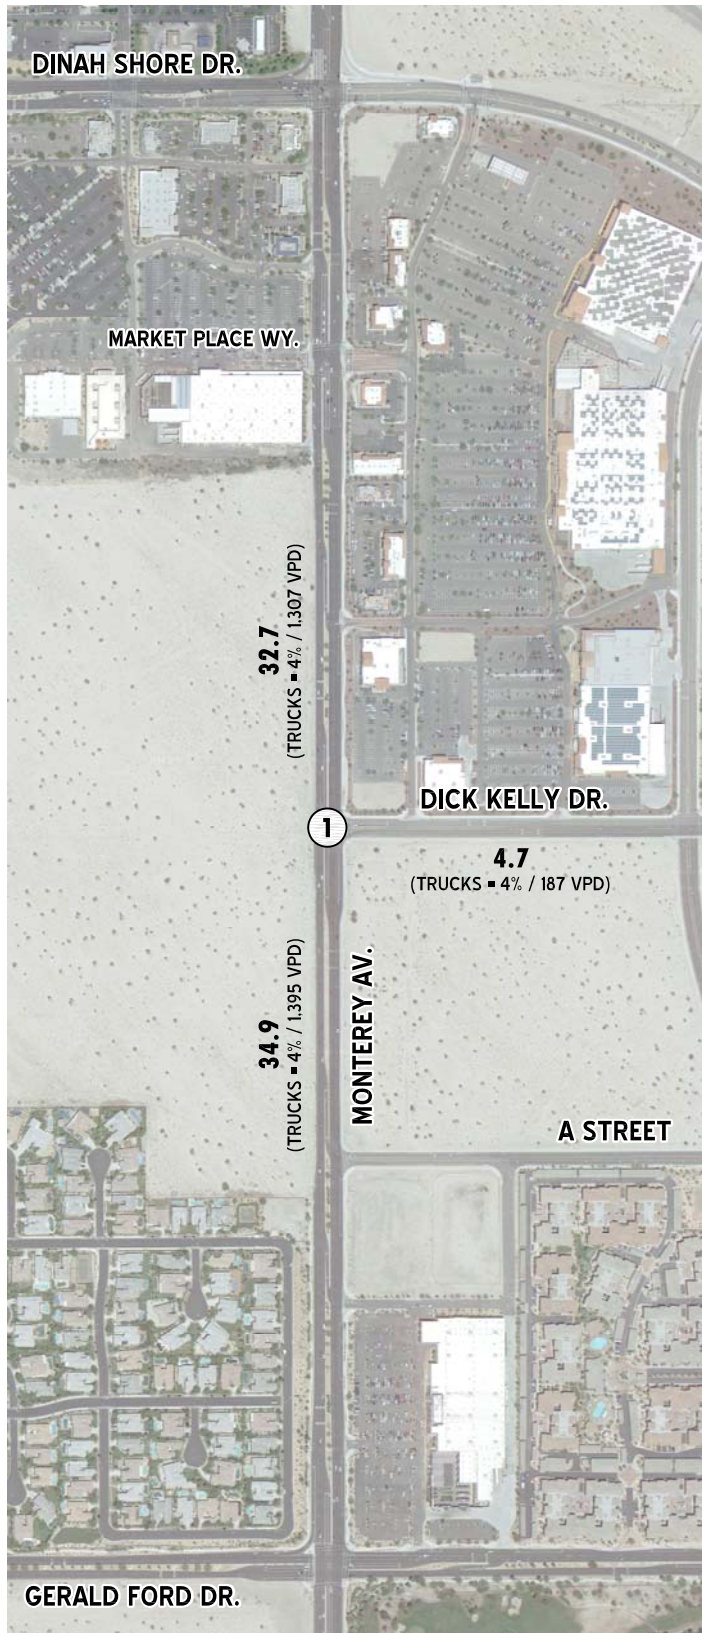 DINAH SHORE DR.
MARKET PLACE WY.
32.7
(TRUCKS = 4% / 1,307 VPD)
1
DICK KELLY DR.
4.7
(TRUCKS = 4% / 187 VPD)
34.9
(TRUCKS = 4% / 1,395 VPD)
MONTEREY AV.
A STREET
GERALD FORD DR.